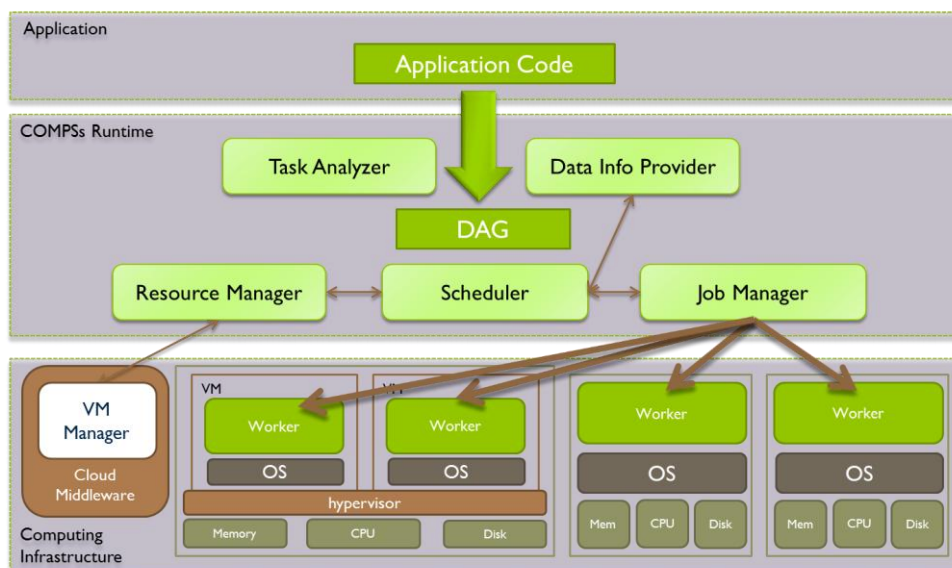 Application
Application Code
COMPSs Runtime
Task Analyzer
Data Info Provider
DAG
Resource Manager
Scheduler
Job Manager
VM
Manager
Cloud
Middleware
VM
VM
Worker
Worker
Worker
Worker
OS
OS
OS
OS
hypervisor
Memory
CPU
Disk
Mem
CPU
Disk
Mem
CPU
Disk
Computing
Infrastructure